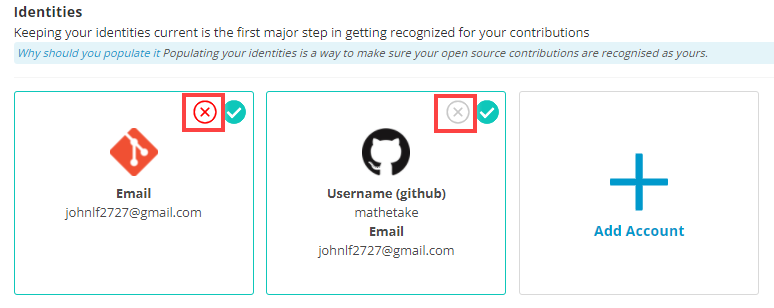 Identities
Keeping your identities current is the first major step in getting recognized for your contributions
Why should you populate it Populating your identities is a way to make sure your open source contributions are recognised as yours.
Email
johnlf2727@gmail.com
Username (github)
mathetake
Email
johnlf2727@gmail.com
Add Account